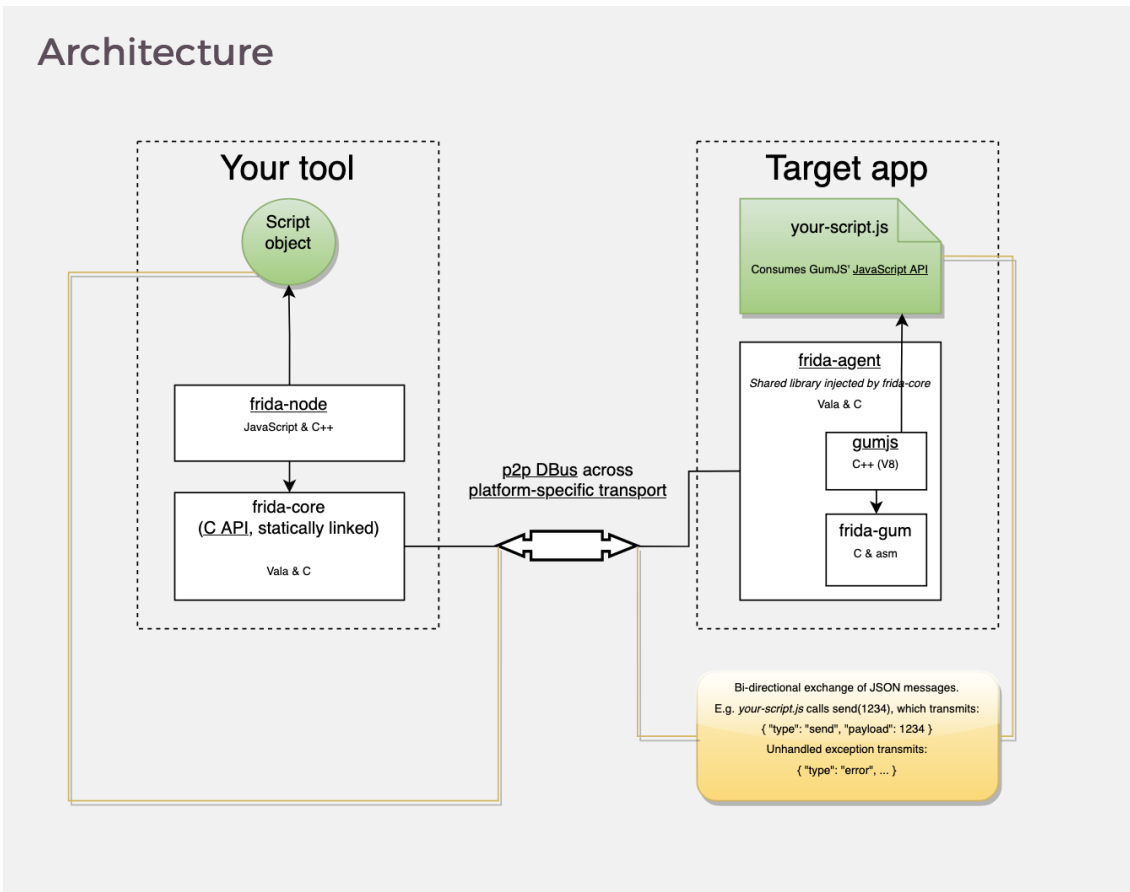 Architecture
Your tool
Script
object
frida-node
JavaScript & C++
frida-core
(C API, statically linked)
Vala & C
p2p DBus across
platform-specific transport
Target app
your-script.js
Consumes GumJS' JavaScript API
frida-agent
Shared library injected by frida-core
Vala & C
gumjs
C++ (V8)
frida-gum
C & asm
Bi-directional exchange of JSON messages.
E.g. your-script.js calls send(1234), which transmits:
{ "type": "send", "payload": 1234 }
Unhandled exception transmits:
{ "type": "error", ... }